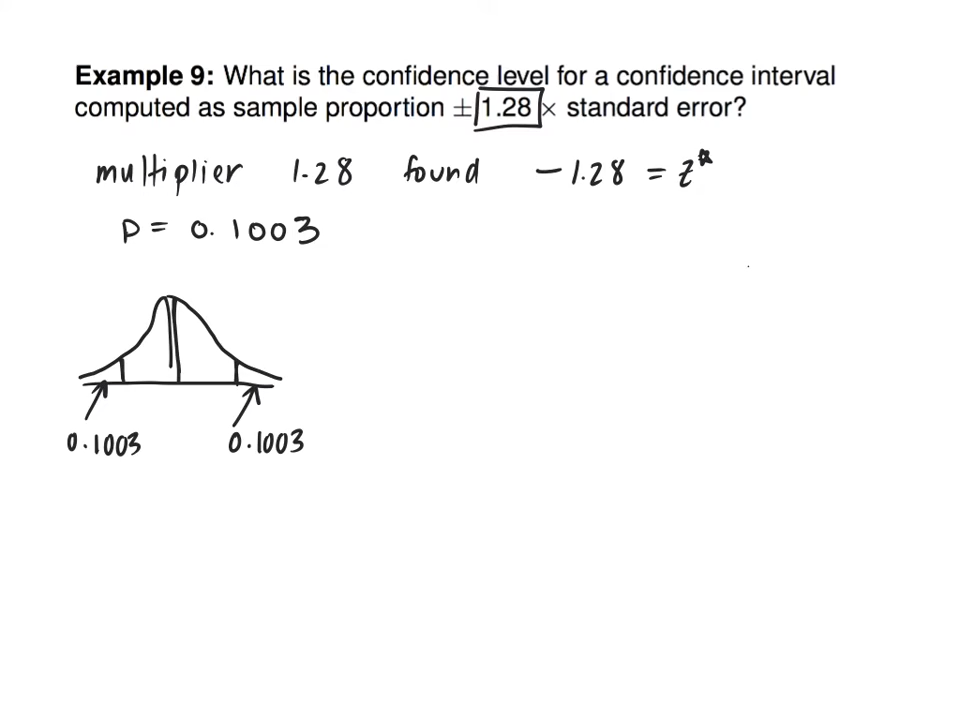 Example 9: What is the confidence level for a confidence interval
computed as sample proportion ± 1.28 × standard error?
multiplier 1.28 found −1.28 = z*
p = 0.1003
0.1003 0.1003